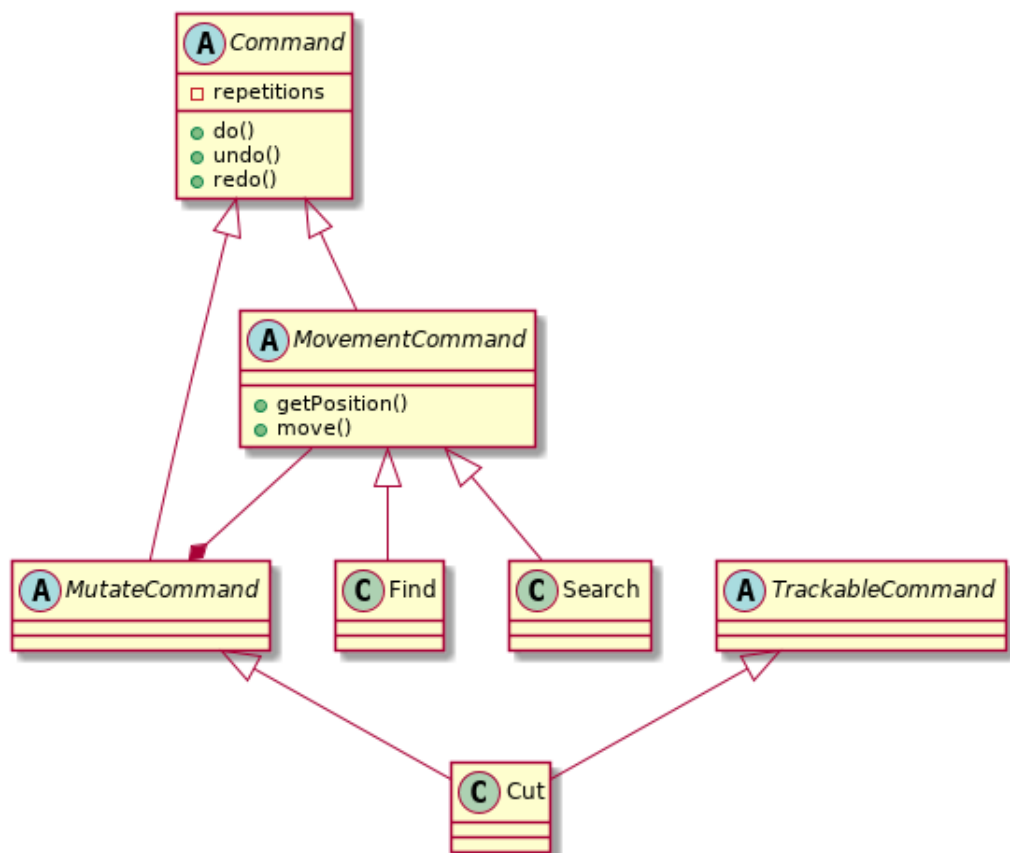 A Command
repetitions
do()
undo()
redo()
A MovementCommand
getPosition()
move()
A MutateCommand
C Find
C Search
A TrackableCommand
C Cut